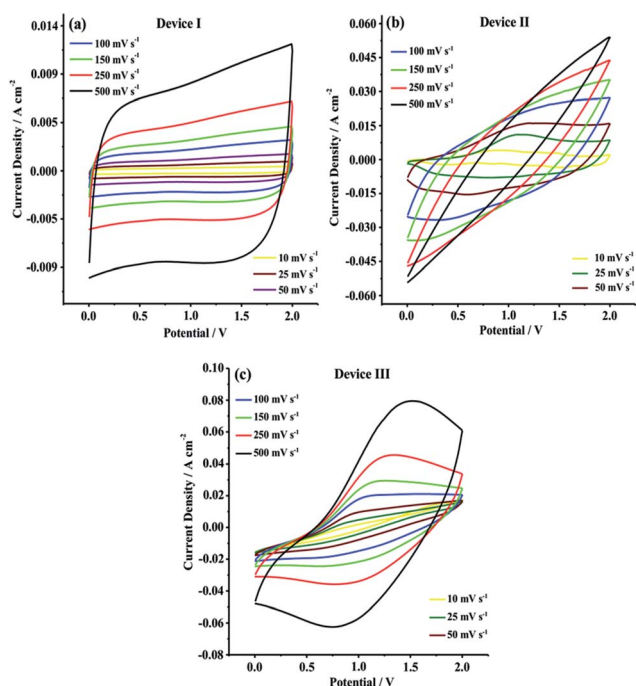 (a) Device I
100 mV s⁻¹
150 mV s⁻¹
250 mV s⁻¹
500 mV s⁻¹
10 mV s⁻¹
25 mV s⁻¹
50 mV s⁻¹
0.014
0.009
0.005
0.000
-0.005
-0.009
Current Density / A cm⁻²
0.0 0.5 1.0 1.5 2.0
Potential / V
(b) Device II
100 mV s⁻¹
150 mV s⁻¹
250 mV s⁻¹
500 mV s⁻¹
10 mV s⁻¹
25 mV s⁻¹
50 mV s⁻¹
0.060
0.045
0.030
0.015
0.000
-0.015
-0.030
-0.045
-0.060
Current Density / A cm⁻²
0.0 0.5 1.0 1.5 2.0
Potential / V
(c) Device III
100 mV s⁻¹
150 mV s⁻¹
250 mV s⁻¹
500 mV s⁻¹
10 mV s⁻¹
25 mV s⁻¹
50 mV s⁻¹
0.10
0.08
0.06
0.04
0.02
0.00
-0.02
-0.04
-0.06
-0.08
Current Density / A cm⁻²
0.0 0.5 1.0 1.5 2.0
Potential / V